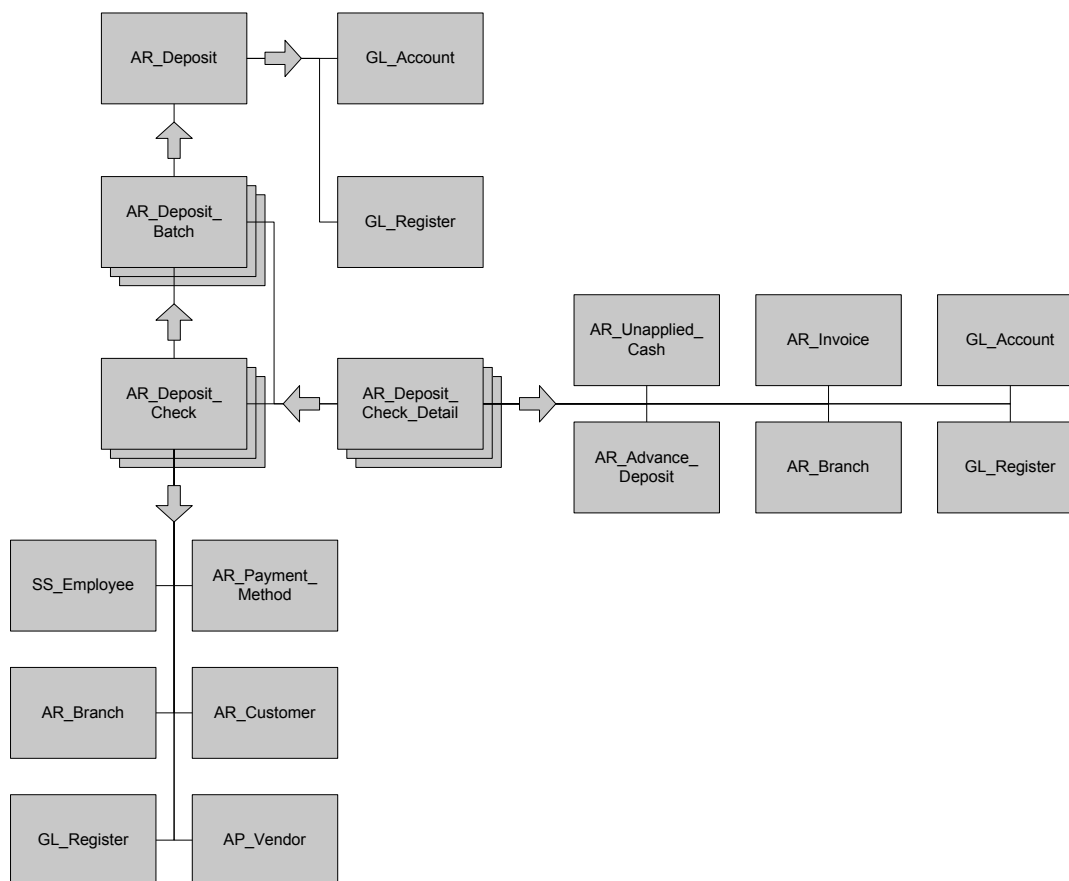 AR_Deposit
GL_Account
AR_Deposit_
Batch
GL_Register
AR_Unapplied_
Cash
AR_Invoice
GL_Account
AR_Deposit_
Check
AR_Deposit_
Check_Detail
AR_Advance_
Deposit
AR_Branch
GL_Register
SS_Employee
AR_Payment_
Method
AR_Branch
AR_Customer
GL_Register
AP_Vendor